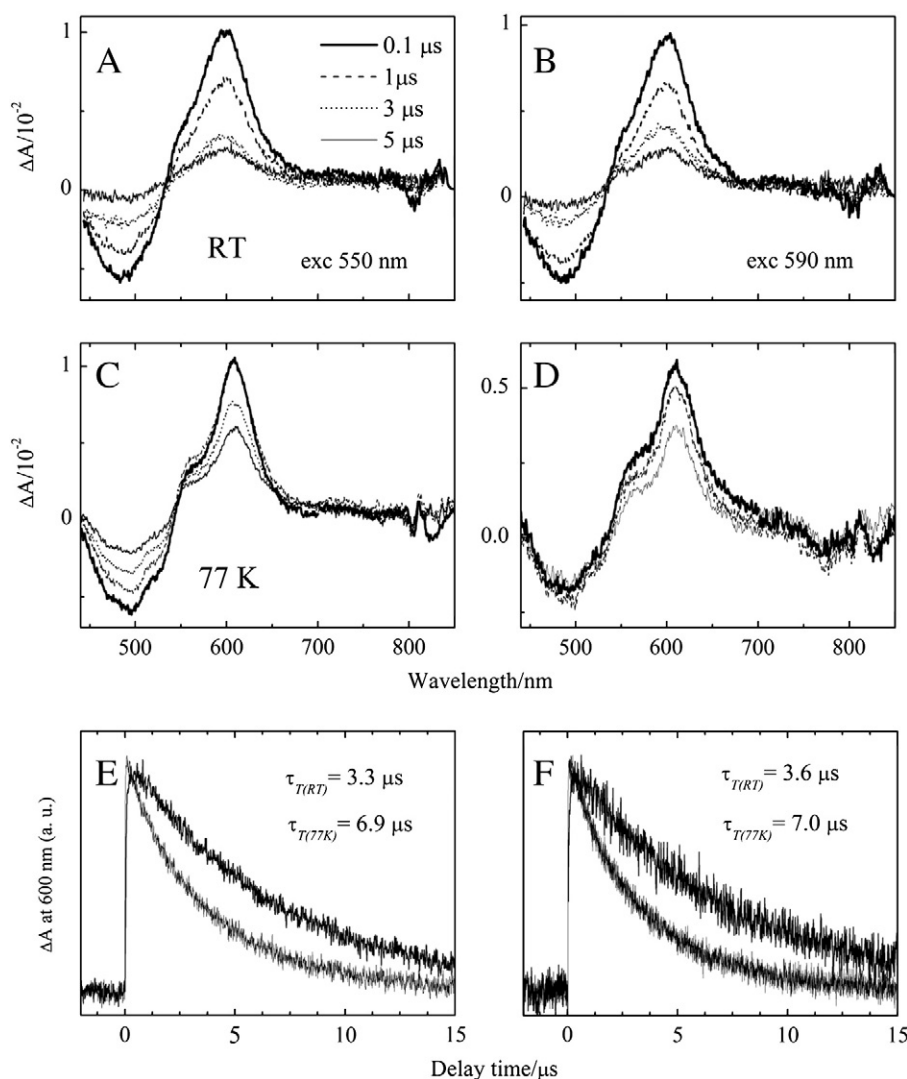 A
1
0
ΔA/10⁻²
0.1 µs
1µs
3 µs
5 µs
RT
exc 550 nm
B
1
0
ΔA/10⁻²
exc 590 nm
C
1
0
ΔA/10⁻²
77 K
500 600 700 800
D
0.5
0.0
500 600 700 800
Wavelength/nm
E
τT(RT)= 3.3 µs
τT(77K)= 6.9 µs
ΔA at 600 nm (a. u.)
0 5 10 15
F
τT(RT)= 3.6 µs
τT(77K)= 7.0 µs
0 5 10 15
Delay time/µs